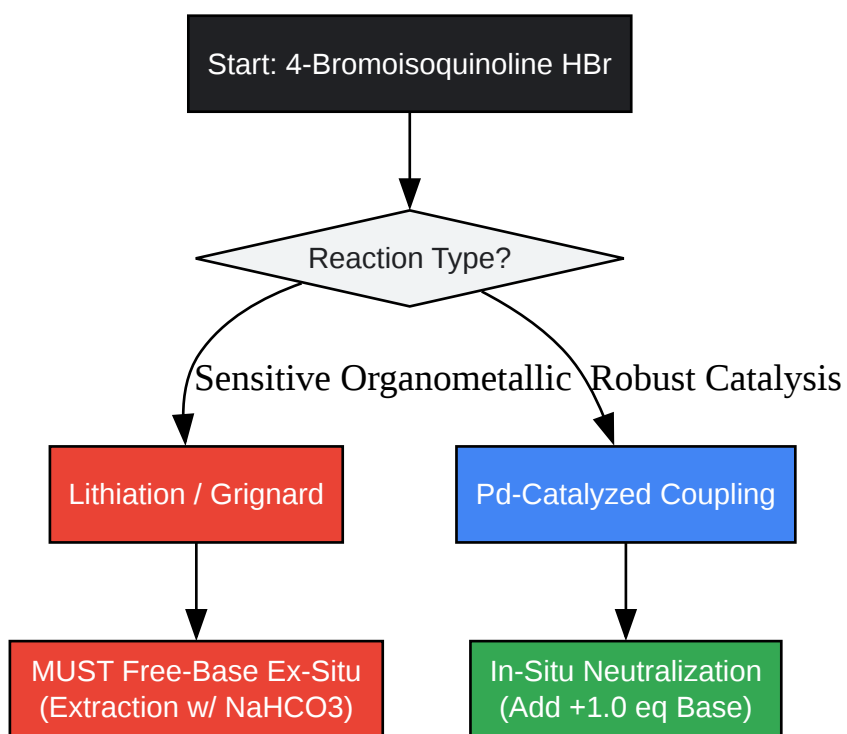 Start: 4-Bromoisoquinoline HBr
Reaction Type?
Sensitive Organometallic
Robust Catalysis
Lithiation / Grignard
Pd-Catalyzed Coupling
MUST Free-Base Ex-Situ
(Extraction w/ NaHCO3)
In-Situ Neutralization
(Add +1.0 eq Base)